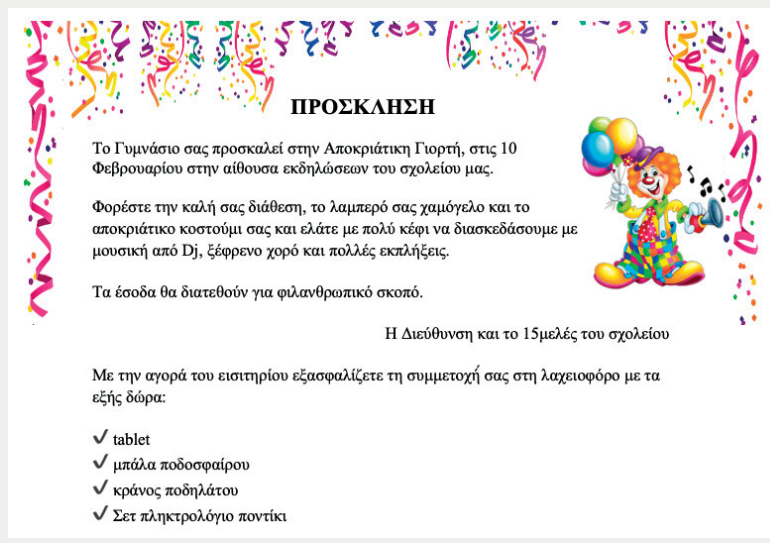 ΠΡΟΣΚΛΗΣΗ
Το Γυμνάσιο σας προσκαλεί στην Αποκριάτικη Γιορτή, στις 10
Φεβρουαρίου στην αίθουσα εκδηλώσεων του σχολείου μας.
Φορέστε την καλή σας διάθεση, το λαμπερό σας χαμόγελο και το
αποκριάτικο κοστούμι σας και ελάτε με πολύ κέφι να διασκεδάσουμε με
μουσική από Dj, ξέφρενο χορό και πολλές εκπλήξεις.
Τα έσοδα θα διατεθούν για φιλανθρωπικό σκοπό.
Η Διεύθυνση και το 15μελές του σχολείου
Με την αγορά του εισιτηρίου εξασφαλίζετε τη συμμετοχή σας στη λαχειοφόρο με τα
εξής δώρα:
✓ tablet
✓ μπάλα ποδοσφαίρου
✓ κράνος ποδηλάτου
✓ Σετ πληκτρολόγιο ποντίκι